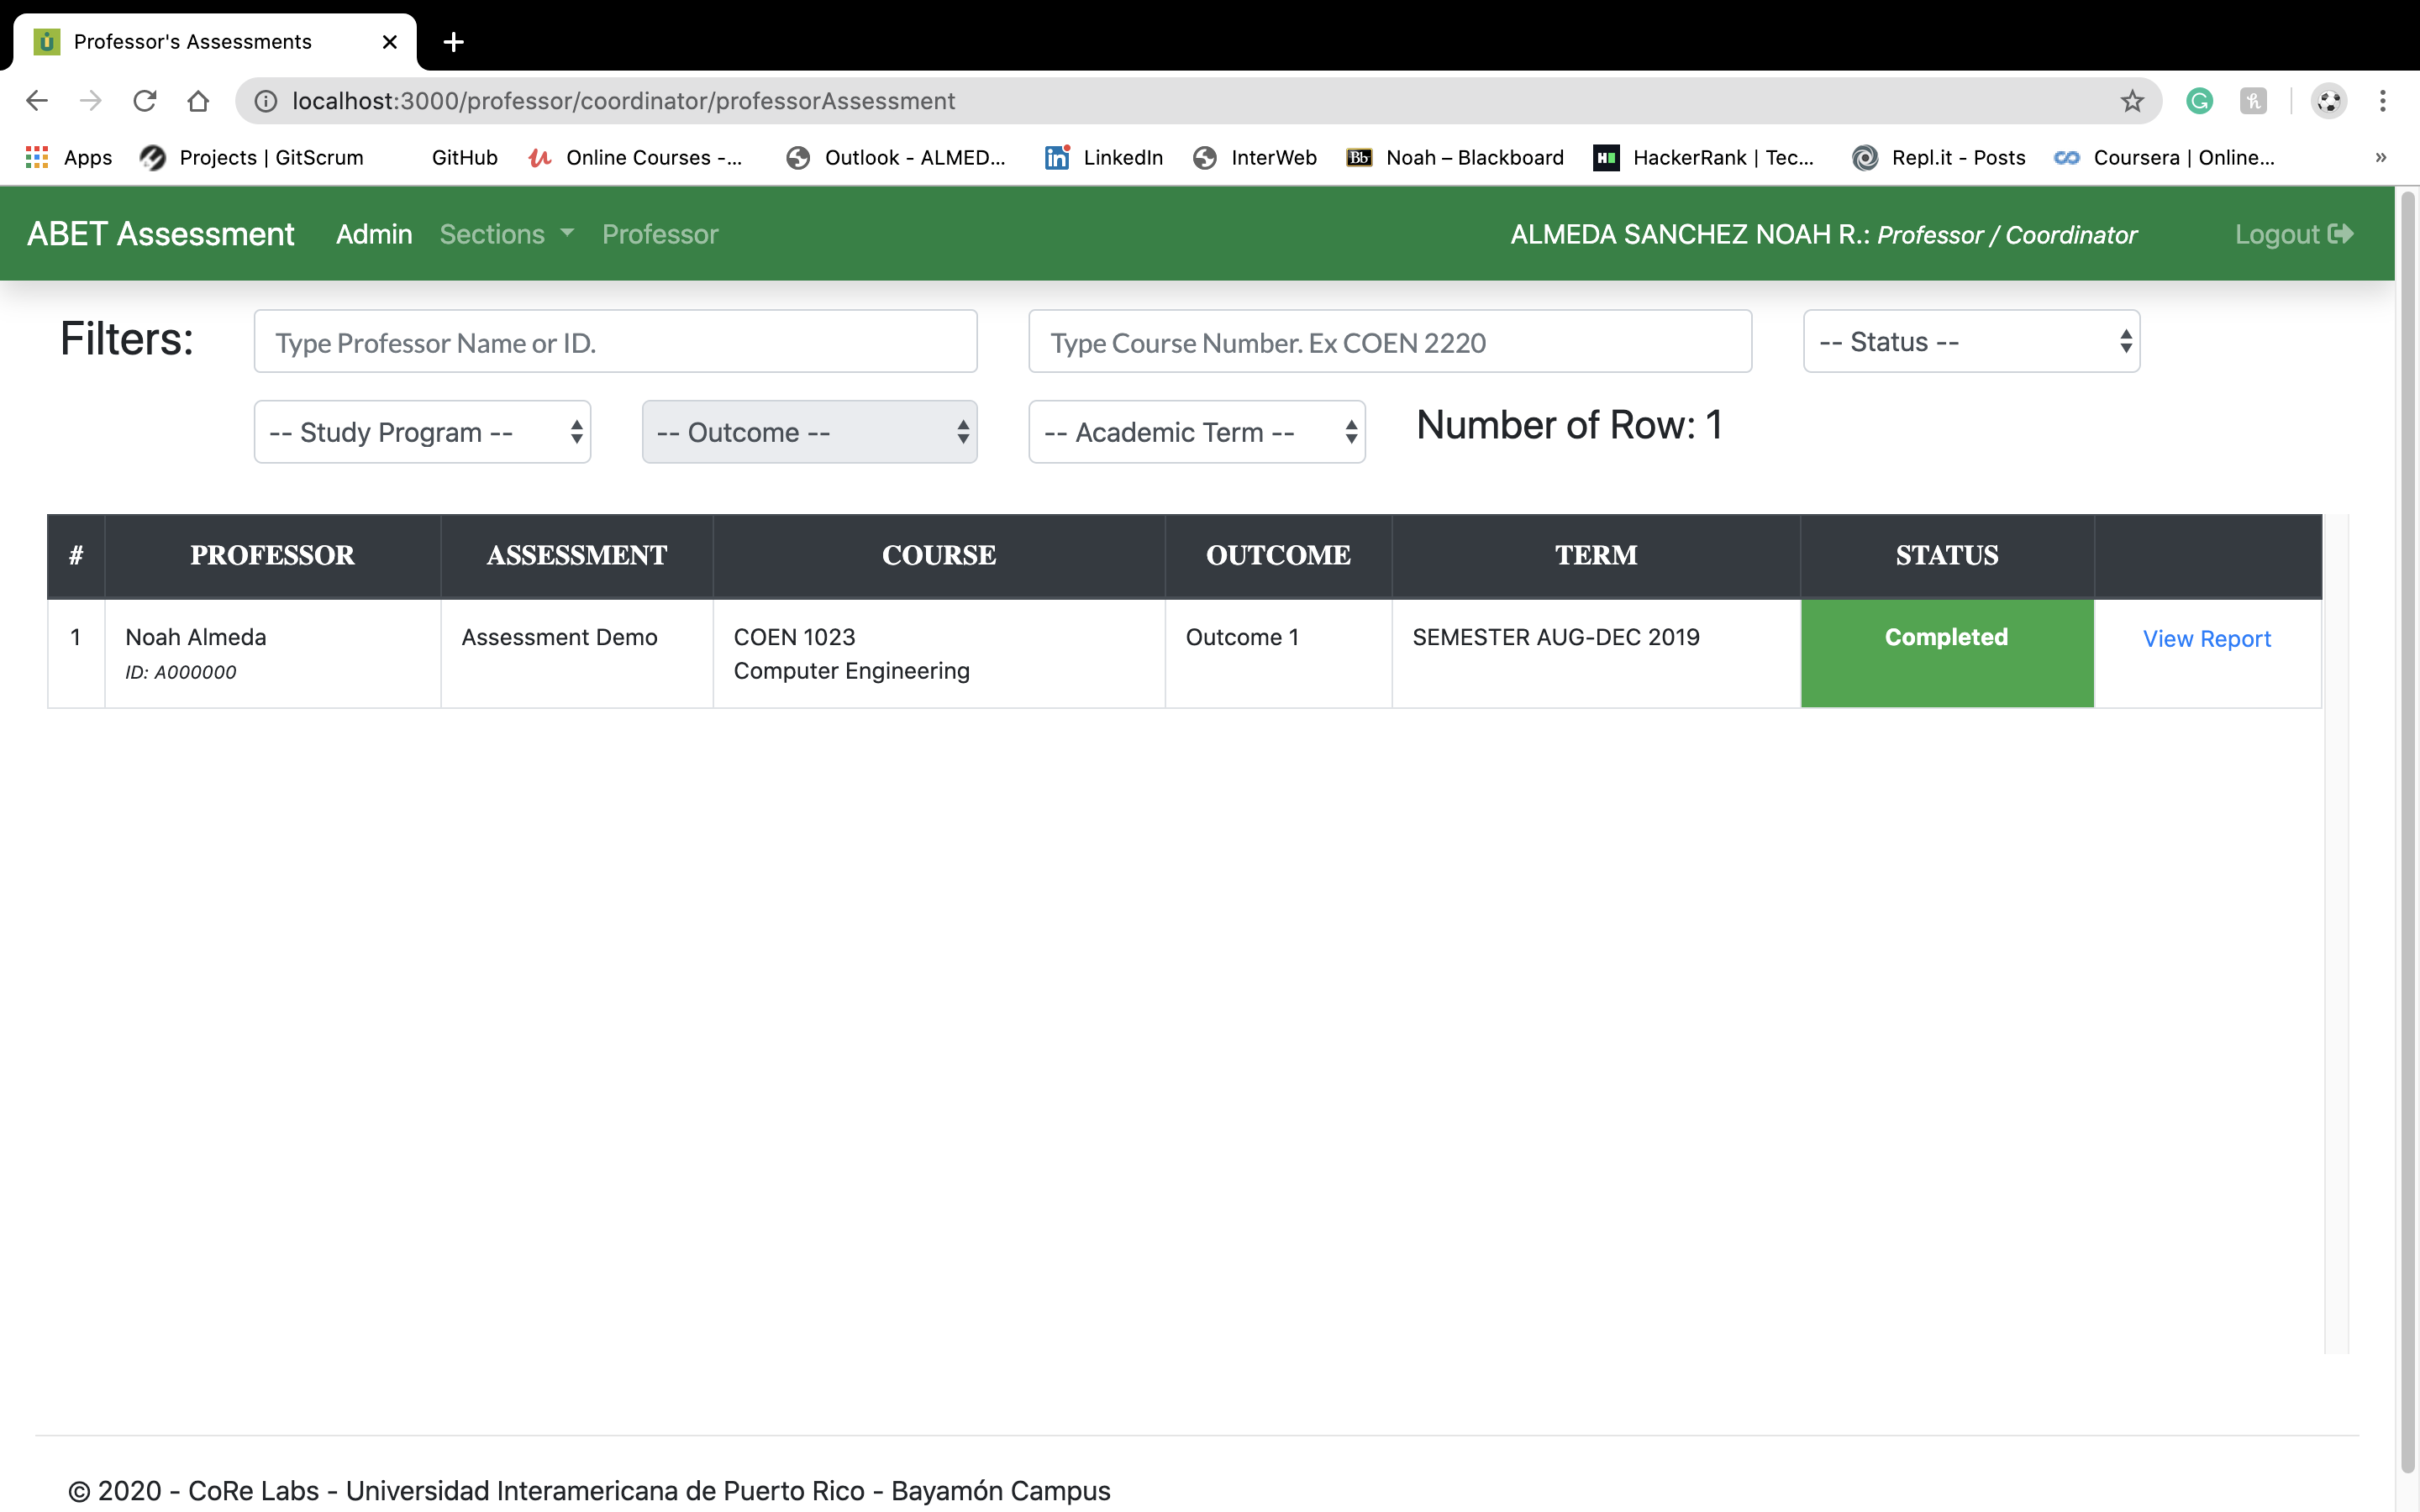 Professor's Assessments
localhost:3000/professor/coordinator/professorAssessment
Apps Projects | GitScrum GitHub Online Courses -... Outlook - ALMED... LinkedIn InterWeb Bb Noah – Blackboard HackerRank | Tec... Repl.it - Posts Coursera | Online... »
ABET Assessment Admin Sections Professor ALMEDA SANCHEZ NOAH R.: Professor / Coordinator Logout
Filters: Type Professor Name or ID. Type Course Number. Ex COEN 2220 -- Status --
-- Study Program -- -- Outcome -- -- Academic Term -- Number of Row: 1
# PROFESSOR ASSESSMENT COURSE OUTCOME TERM STATUS
1 Noah Almeda Assessment Demo COEN 1023 Outcome 1 SEMESTER AUG-DEC 2019 Completed View Report
ID: A000000 Computer Engineering
© 2020 - CoRe Labs - Universidad Interamericana de Puerto Rico - Bayamón Campus